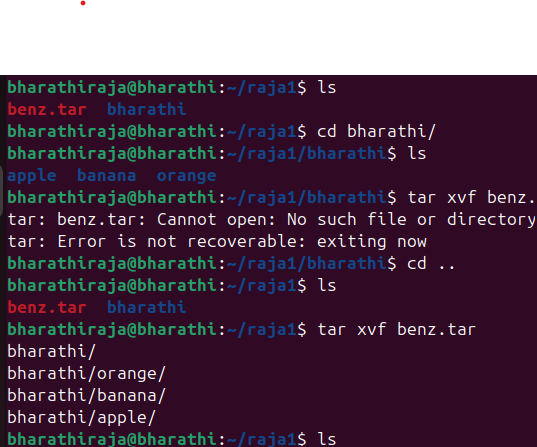 bharathiraja@bharathi:~/raja1$ ls
benz.tar  bharathi
bharathiraja@bharathi:~/raja1$ cd bharathi/
bharathiraja@bharathi:~/raja1/bharathi$ ls
apple  banana  orange
bharathiraja@bharathi:~/raja1/bharathi$ tar xvf benz.
tar: benz.tar: Cannot open: No such file or directory
tar: Error is not recoverable: exiting now
bharathiraja@bharathi:~/raja1/bharathi$ cd ..
bharathiraja@bharathi:~/raja1$ ls
benz.tar  bharathi
bharathiraja@bharathi:~/raja1$ tar xvf benz.tar
bharathi/
bharathi/orange/
bharathi/banana/
bharathi/apple/
bharathiraja@bharathi:~/raja1$ ls